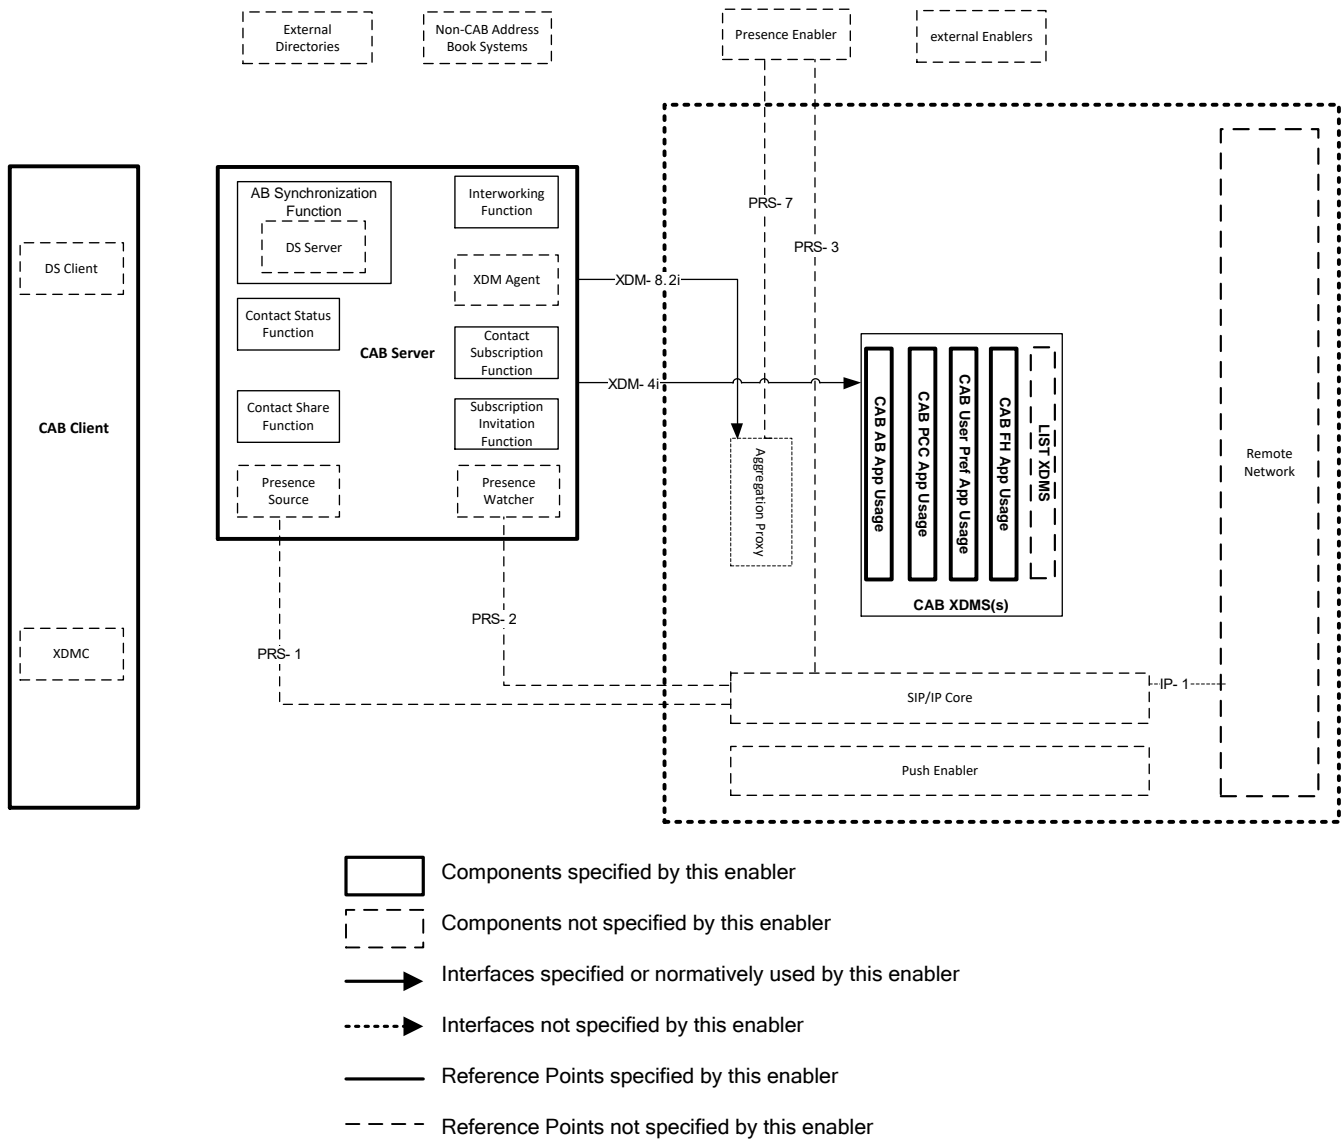 External
Directories
Non-CAB Address
Book Systems
Presence Enabler
external Enablers
AB Synchronization
Function
DS Server
Interworking
Function
PRS- 7
PRS- 3
DS Client
XDM Agent
XDM- 8.2i
Contact Status
Function
CAB Server
Contact
Subscription
Function
XDM- 4i
CAB Client
Contact Share
Function
Subscription
Invitation
Function
Presence
Source
Presence
Watcher
Aggregation Proxy
CAB AB App Usage
CAB PCC App Usage
CAB User Pref App Usage
CAB FH App Usage
LIST XDMS
CAB XDMS(s)
Remote
Network
PRS- 2
PRS- 1
XDMC
SIP/IP Core
IP- 1
Push Enabler
Components specified by this enabler
Components not specified by this enabler
Interfaces specified or normatively used by this enabler
Interfaces not specified by this enabler
Reference Points specified by this enabler
Reference Points not specified by this enabler